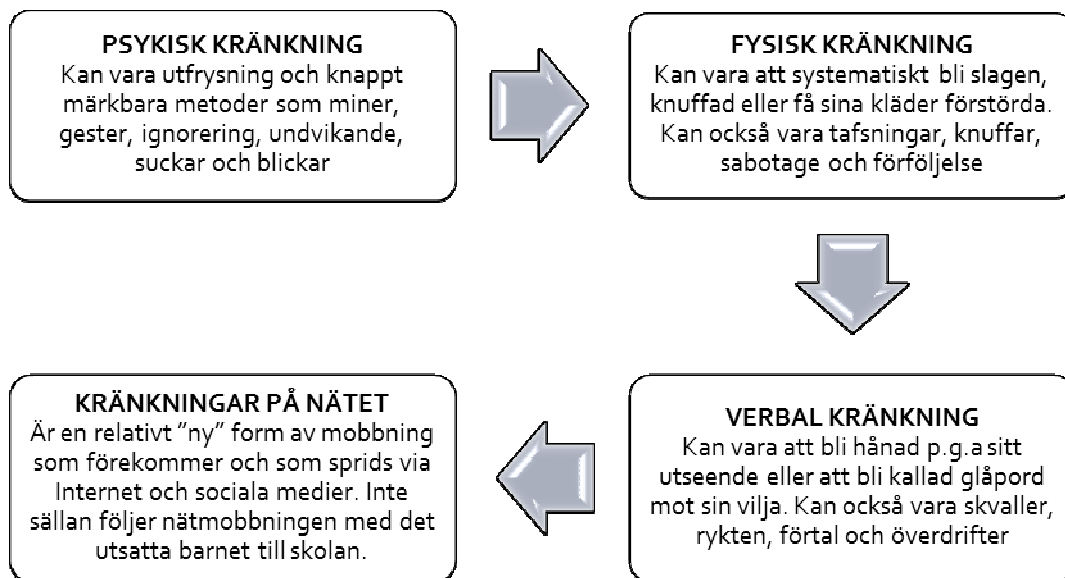 PSYKISK KRÄNKNING
Kan vara utfrysning och knappt
märkbara metoder som miner,
gester, ignorering, undvikande,
suckar och blickar
FYSISK KRÄNKNING
Kan vara att systematiskt bli slagen,
knuffad eller få sina kläder förstörda.
Kan också vara tafsningar, knuffar,
sabotage och förföljelse
VERBAL KRÄNKNING
Kan vara att bli hånad p.g.a sitt
utseende eller att bli kallad glåpord
mot sin vilja. Kan också vara skvaller,
rykten, förtal och överdrifter
KRÄNKNINGAR PÅ NÄTET
Är en relativt ”ny” form av mobbning
som förekommer och som sprids via
Internet och sociala medier. Inte
sällan följer nätmobbningen med det
utsatta barnet till skolan.